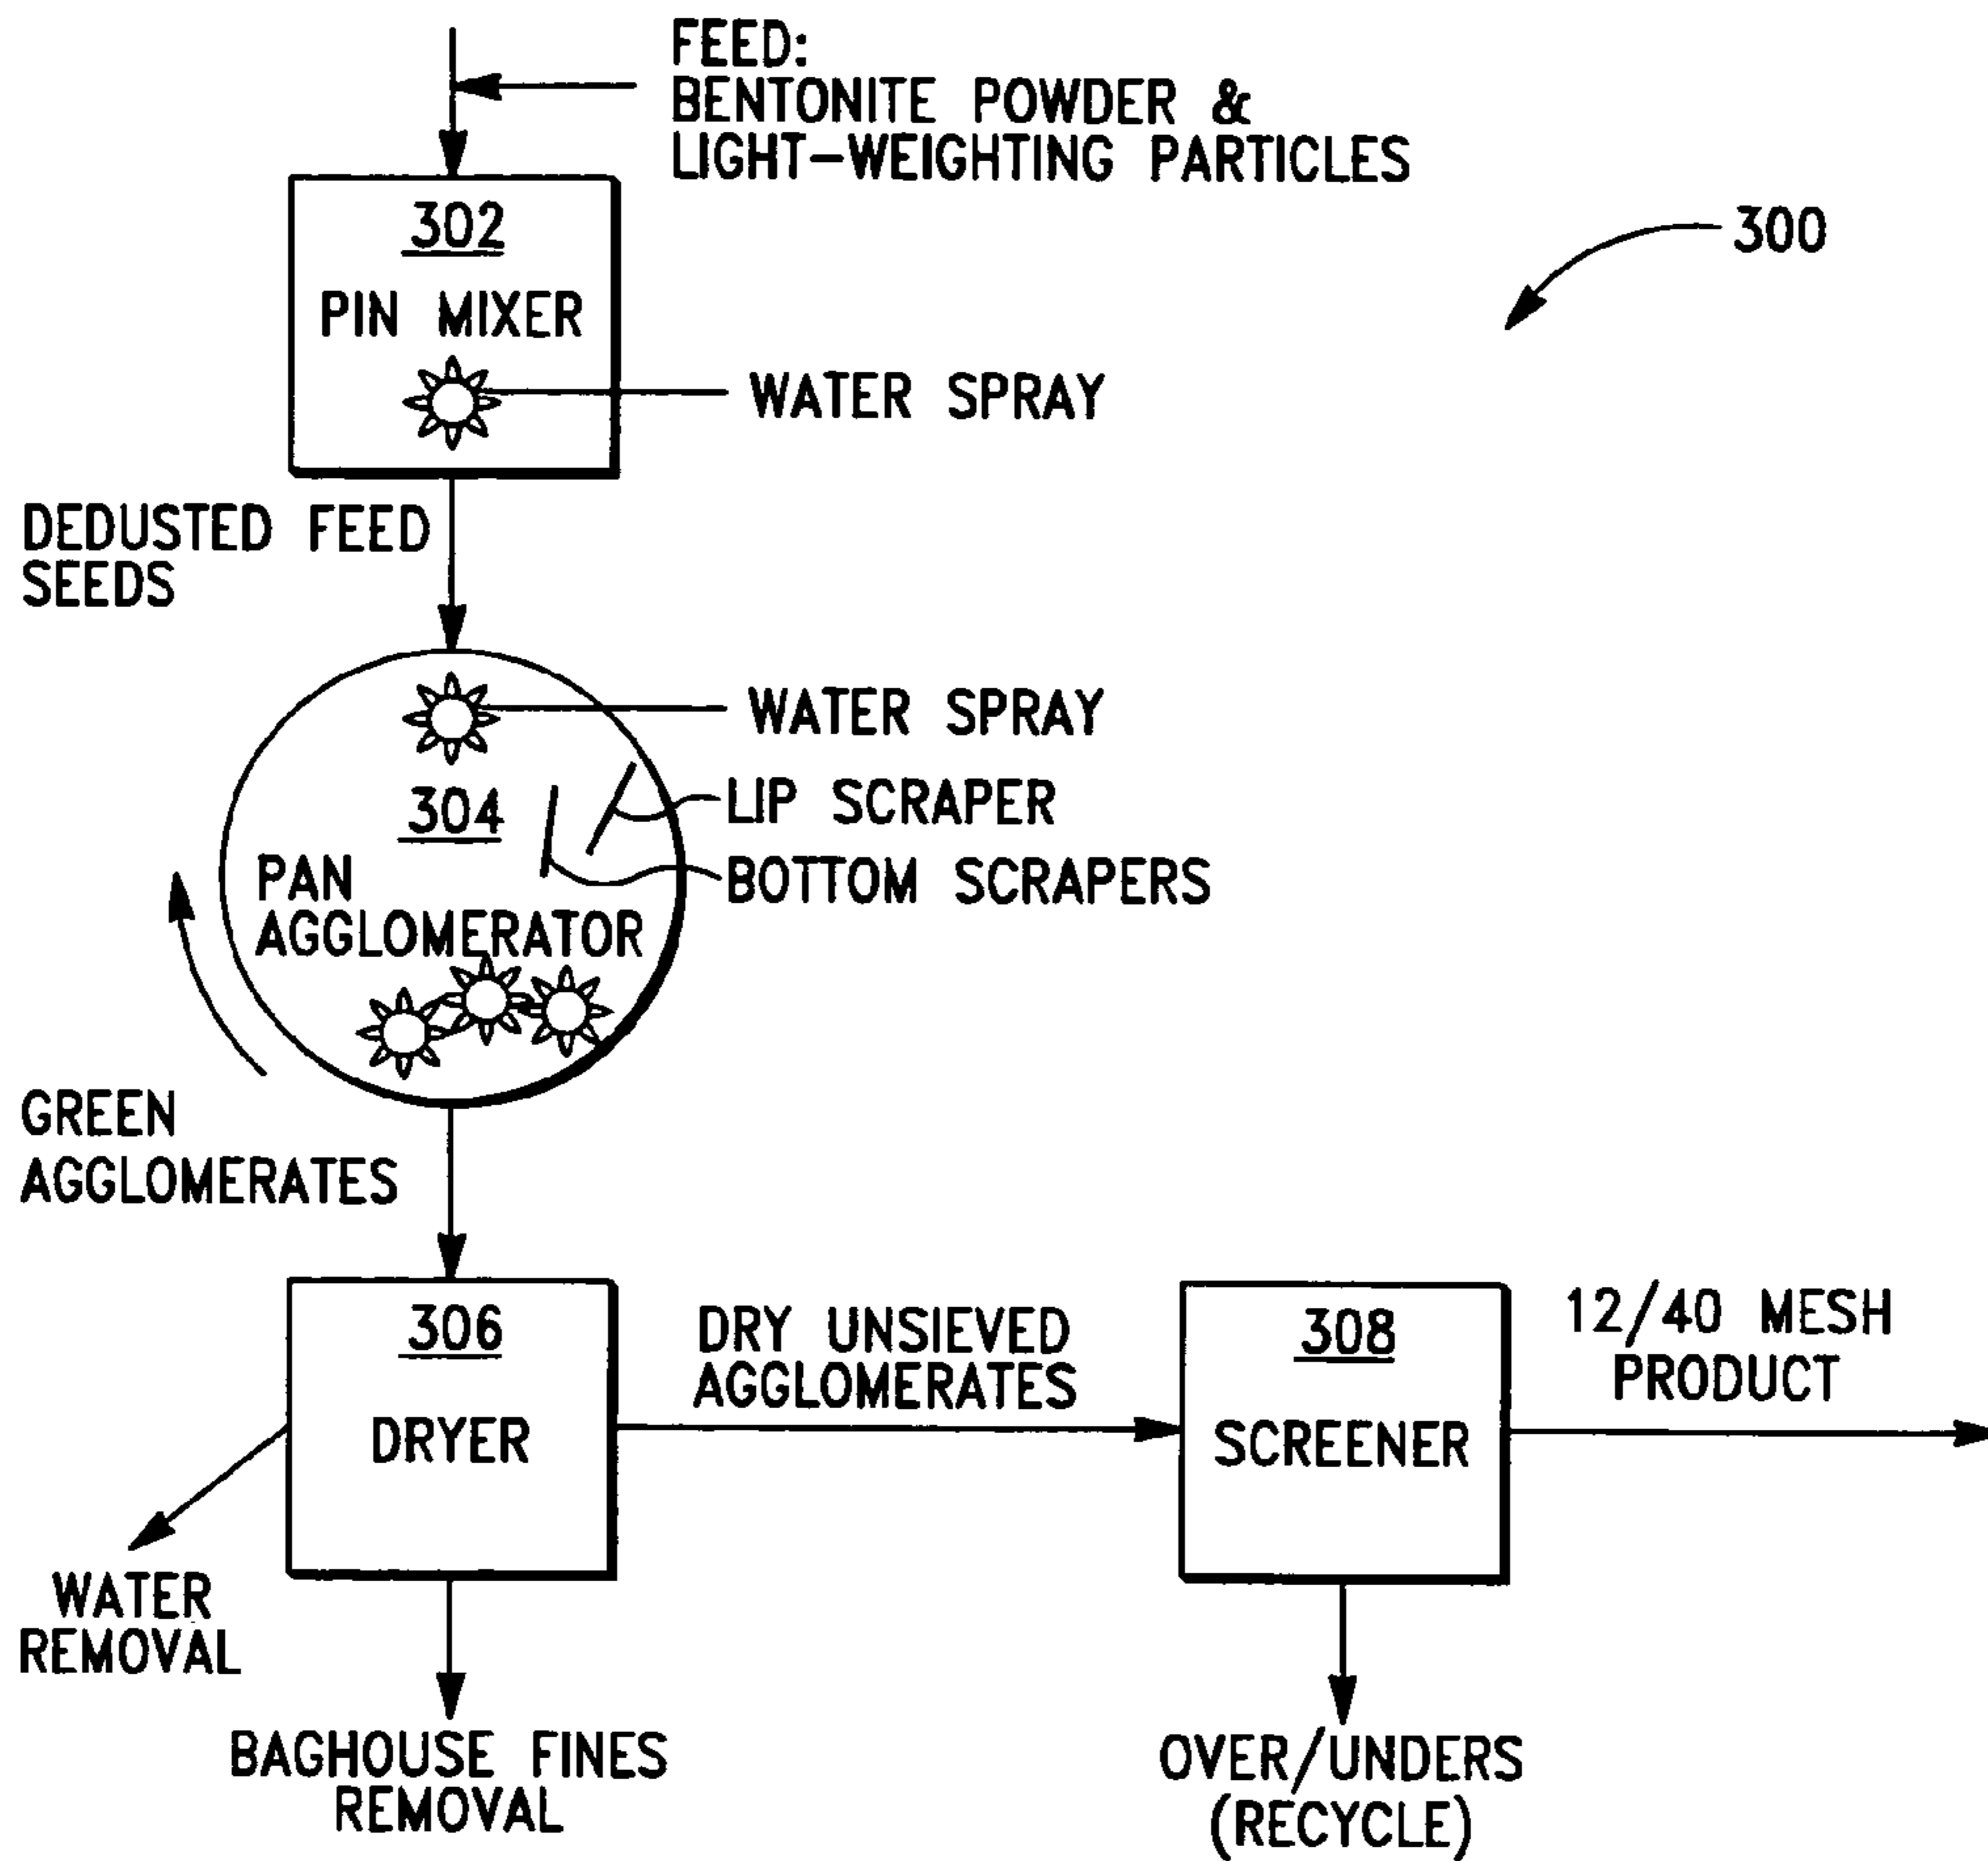 FEED:
BENTONITE POWDER &
LIGHT-WEIGHTING PARTICLES
300
302
PIN MIXER
WATER SPRAY
DEDUSTED FEED
SEEDS
WATER SPRAY
304
LIP SCRAPER
BOTTOM SCRAPERS
PAN
AGGLOMERATOR
GREEN
AGGLOMERATES
306
DRYER
DRY UNSIEVED
AGGLOMERATES
308
SCREENER
12/40 MESH
PRODUCT
WATER
REMOVAL
BAGHOUSE FINES
REMOVAL
OVER/UNDERS
(RECYCLE)